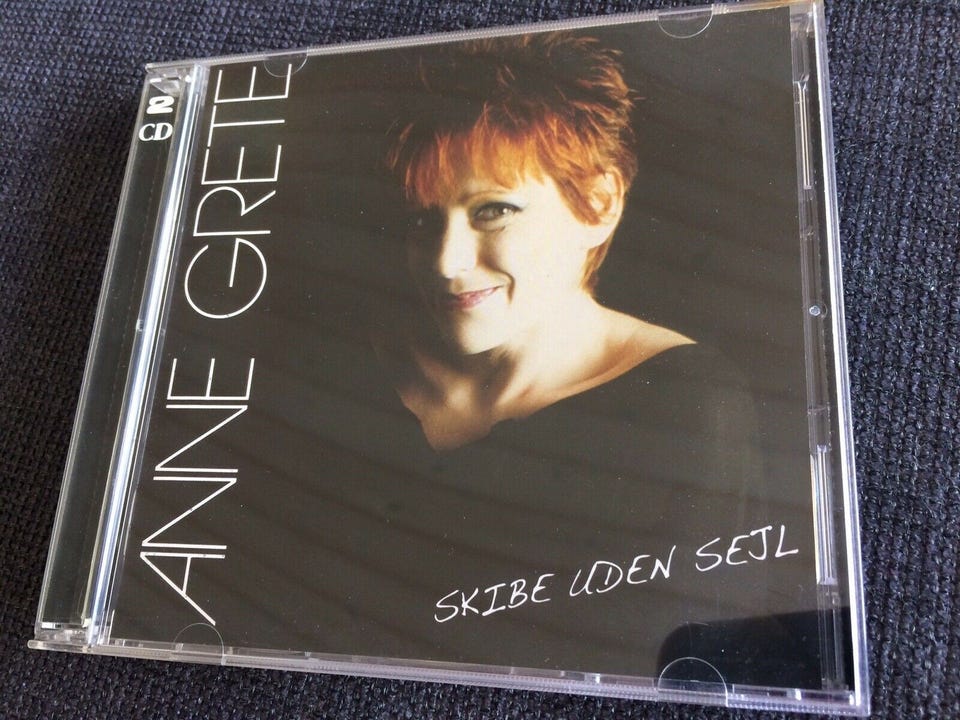 2
CD
ANNE GRETE
SKIBE UDEN SEJL